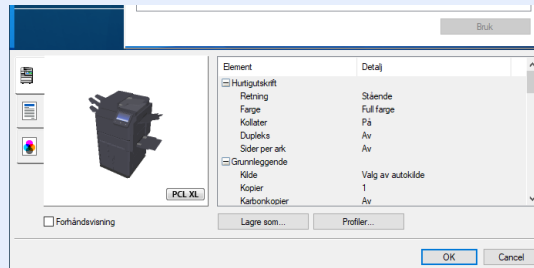 Bruk
Element Detalj
Hurtigutskrift
Retning Stående
Farge Full farge
Kollater På
Dupleks Av
Sider per ark Av
Grunnleggende
Kilde Valg av autokilde
Kopier 1
Karbonkopier Av
PCL XL
Forhåndsvisning Lagre som... Profiler...
OK Cancel